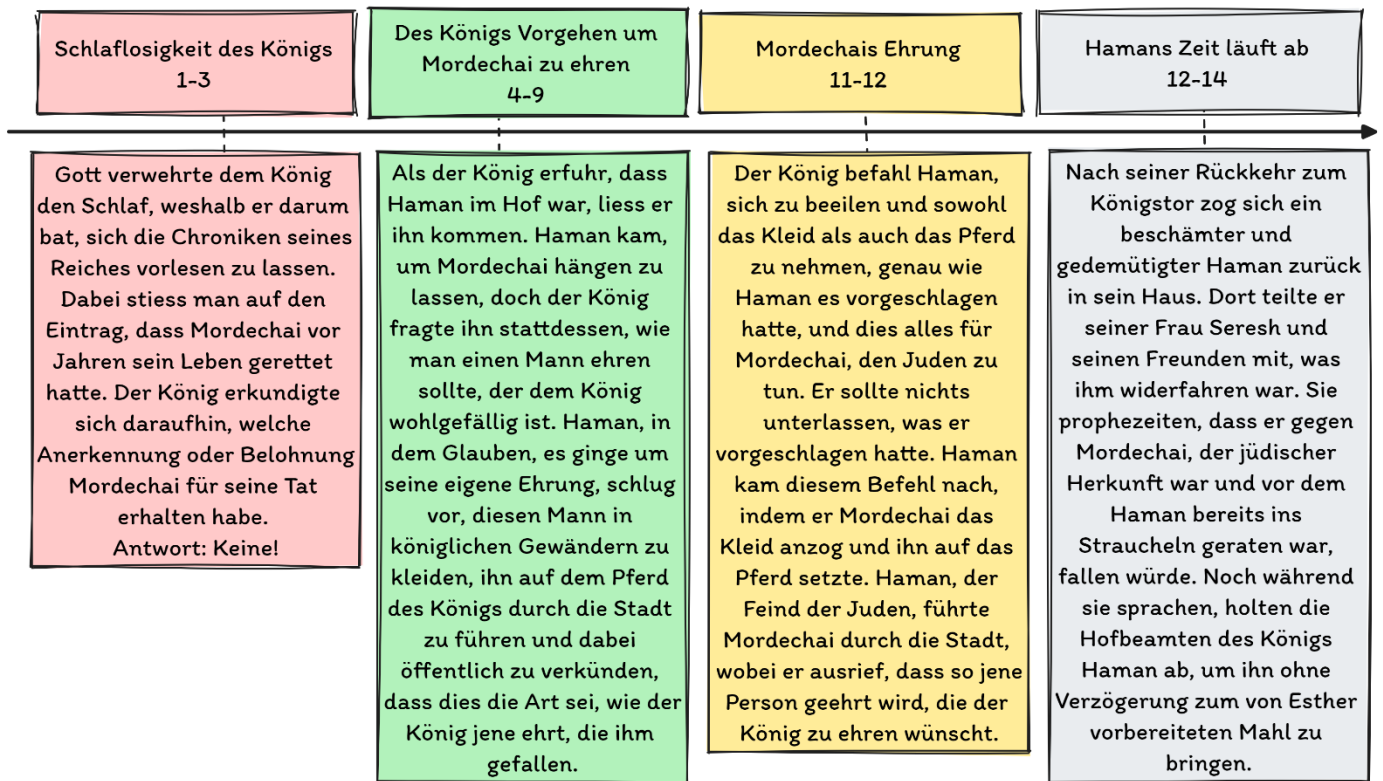 Schlaflosigkeit des Königs
1-3
Des Königs Vorgehen um
Mordechai zu ehren
4-9
Mordechais Ehrung
11-12
Hamans Zeit läuft ab
12-14
Gott verwehrte dem König
den Schlaf, weshalb er darum
bat, sich die Chroniken seines
Reiches vorlesen zu lassen.
Dabei stiess man auf den
Eintrag, dass Mordechai vor
Jahren sein Leben gerettet
hatte. Der König erkundigte
sich daraufhin, welche
Anerkennung oder Belohnung
Mordechai für seine Tat
erhalten habe.
Antwort: Keine!
Als der König erfuhr, dass
Haman im Hof war, liess er
ihn kommen. Haman kam,
um Mordechai hängen zu
lassen, doch der König
fragte ihn stattdessen, wie
man einen Mann ehren
sollte, der dem König
wohlgefällig ist. Haman, in
dem Glauben, es ginge um
seine eigene Ehrung, schlug
vor, diesen Mann in
königlichen Gewändern zu
kleiden, ihn auf dem Pferd
des Königs durch die Stadt
zu führen und dabei
öffentlich zu verkünden,
dass dies die Art sei, wie der
König jene ehrt, die ihm
gefallen.
Der König befahl Haman,
sich zu beeilen und sowohl
das Kleid als auch das Pferd
zu nehmen, genau wie
Haman es vorgeschlagen
hatte, und dies alles für
Mordechai, den Juden zu
tun. Er sollte nichts
unterlassen, was er
vorgeschlagen hatte. Haman
kam diesem Befehl nach,
indem er Mordechai das
Kleid anzog und ihn auf das
Pferd setzte. Haman, der
Feind der Juden, führte
Mordechai durch die Stadt,
wobei er ausrief, dass so jene
Person geehrt wird, die der
König zu ehren wünscht.
Nach seiner Rückkehr zum
Königstor zog sich ein
beschämter und
gedemütigter Haman zurück
in sein Haus. Dort teilte er
seiner Frau Seresh und
seinen Freunden mit, was
ihm widerfahren war. Sie
prophezeiten, dass er gegen
Mordechai, der jüdischer
Herkunft war und vor dem
Haman bereits ins
Straucheln geraten war,
fallen würde. Noch während
sie sprachen, holten die
Hofbeamten des Königs
Haman ab, um ihn ohne
Verzögerung zum von Esther
vorbereiteten Mahl zu
bringen.